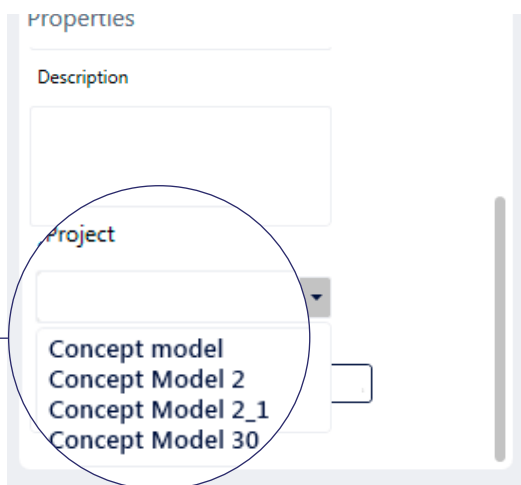 Properties
Description
Project
Concept model
Concept Model 2
Concept Model 2_1
Concept Model 30